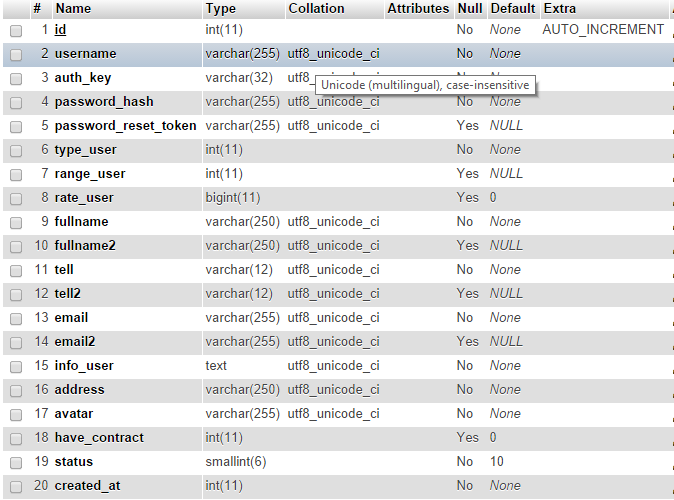 # Name Type Collation Attributes Null Default Extra
1 id int(11) No None AUTO_INCREMENT
2 username varchar(255) utf8_unicode_ci No None
3 auth_key varchar(32) utf8_unicode_ci
Unicode (multilingual), case-insensitive
4 password_hash varchar(255) utf8_unicode_ci No None
5 password_reset_token varchar(255) utf8_unicode_ci Yes NULL
6 type_user int(11) No None
7 range_user int(11) Yes NULL
8 rate_user bigint(11) Yes 0
9 fullname varchar(250) utf8_unicode_ci No None
10 fullname2 varchar(250) utf8_unicode_ci Yes NULL
11 tell varchar(12) utf8_unicode_ci No None
12 tell2 varchar(12) utf8_unicode_ci Yes NULL
13 email varchar(255) utf8_unicode_ci No None
14 email2 varchar(255) utf8_unicode_ci Yes NULL
15 info_user text utf8_unicode_ci No None
16 address varchar(250) utf8_unicode_ci No None
17 avatar varchar(255) utf8_unicode_ci No None
18 have_contract int(11) Yes 0
19 status smallint(6) No 10
20 created_at int(11) No None